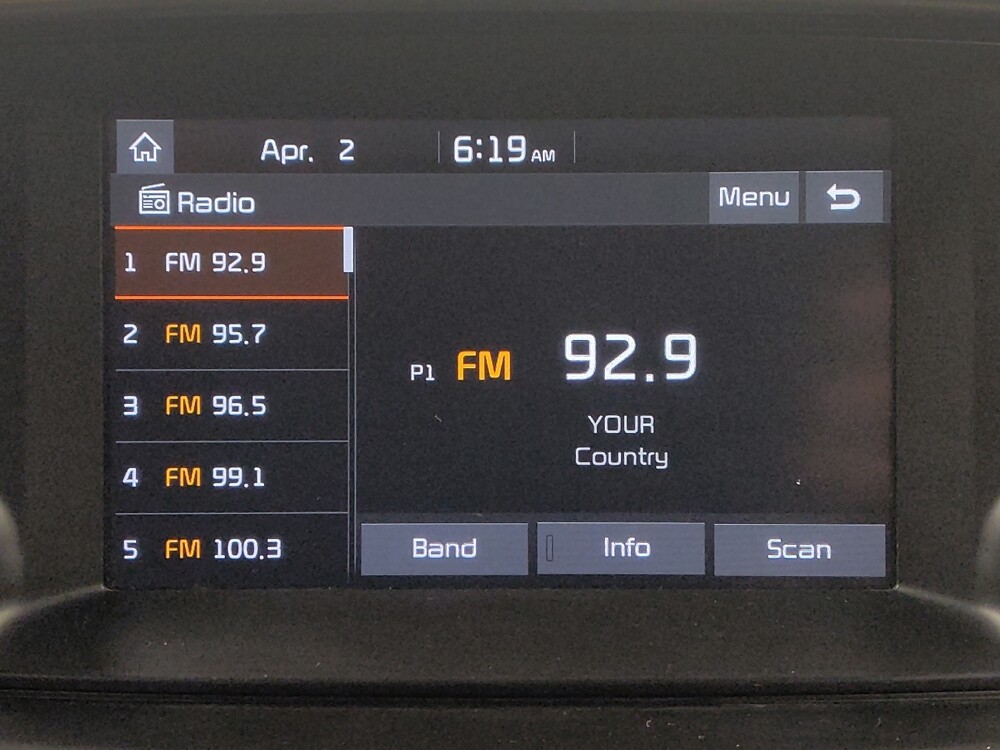 Apr. 2 6:19 AM
Radio Menu
1 FM 92.9
2 FM 95.7
3 FM 96.5
4 FM 99.1
5 FM 100.3
P1 FM 92.9
YOUR
Country
Band Info Scan